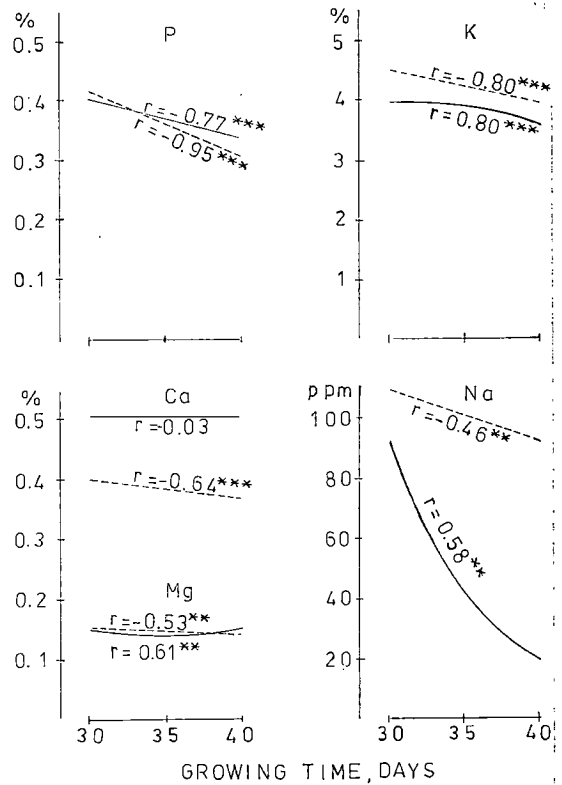 %
P
0.5
0.4
0.3
0.2
0.1
r=-0.77***
r=-0.95***
%
K
5
4
3
2
1
r=-0.80***
r=0.80***
%
Ca
0.5
0.4
0.3
0.2
0.1
r=-0.03
r=-0.64***
Mg
r=-0.53**
r=0.61**
30 35 40
ppm
Na
100
80
60
40
20
r=-0.46**
r=0.58**
30 35 40
GROWING TIME, DAYS